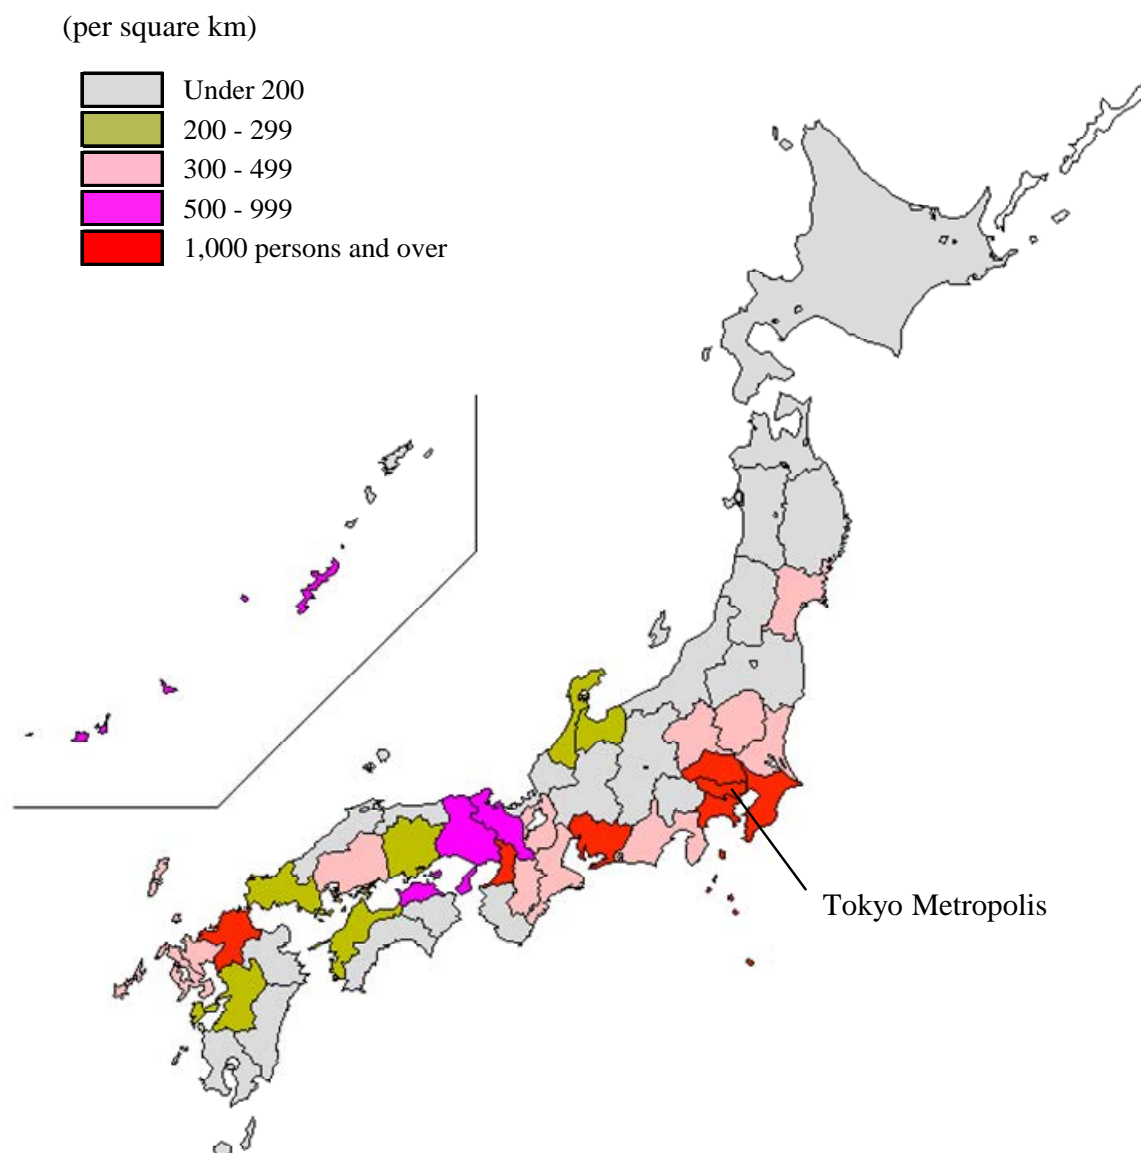 (per square km)
Under 200
200 - 299
300 - 499
500 - 999
1,000 persons and over
Tokyo Metropolis